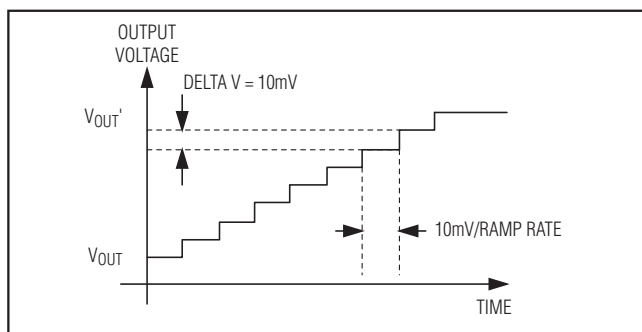 OUTPUT
VOLTAGE
DELTA V = 10mV
VOUT'
10mV/RAMP RATE
VOUT
TIME